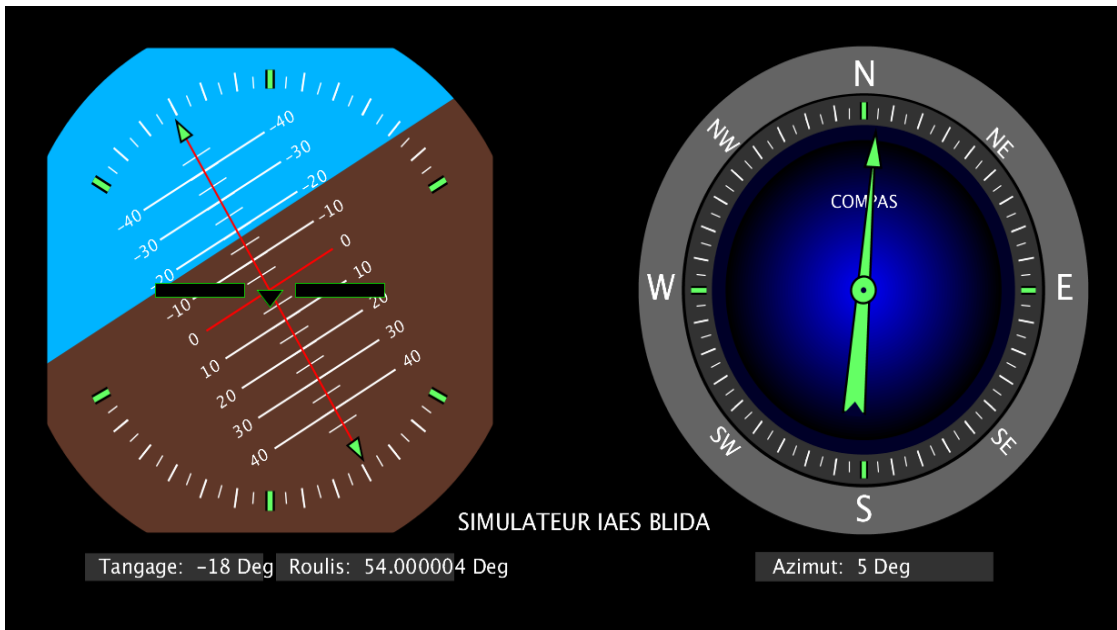 -40
-30
-20
-10
0
10
20
30
40
-40
-30
-20
-10
0
10
20
30
40
N
NE
E
SE
S
SW
W
NW
COMPAS
SIMULATEUR IAES BLIDA
Tangage: -18 Deg
Roulis: 54.000004 Deg
Azimut: 5 Deg